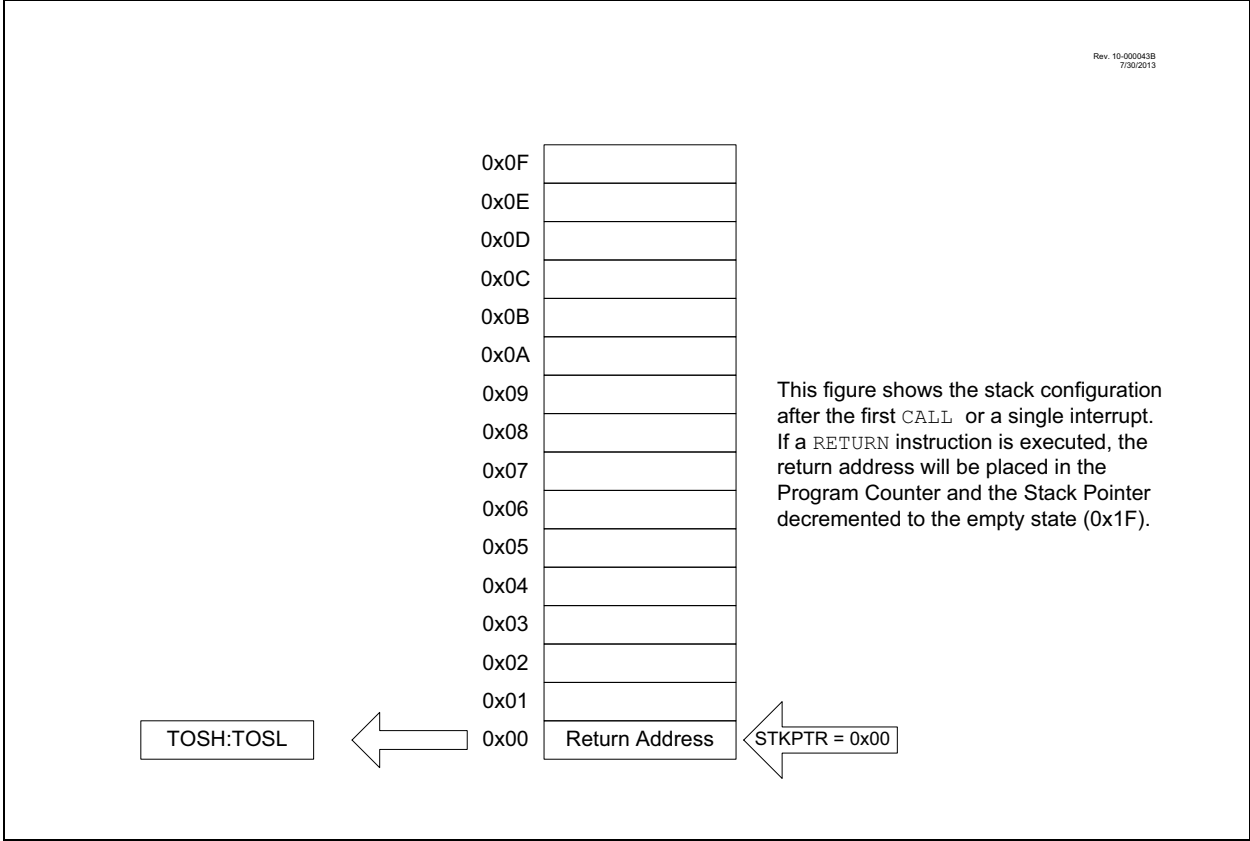 Rev. 10-000043B
7/30/2013
0x0F
0x0E
0x0D
0x0C
0x0B
0x0A
0x09
0x08
0x07
0x06
0x05
0x04
0x03
0x02
0x01
This figure shows the stack configuration
after the first CALL or a single interrupt.
If a RETURN instruction is executed, the
return address will be placed in the
Program Counter and the Stack Pointer
decremented to the empty state (0x1F).
TOSH:TOSL
0x00
Return Address
STKPTR = 0x00